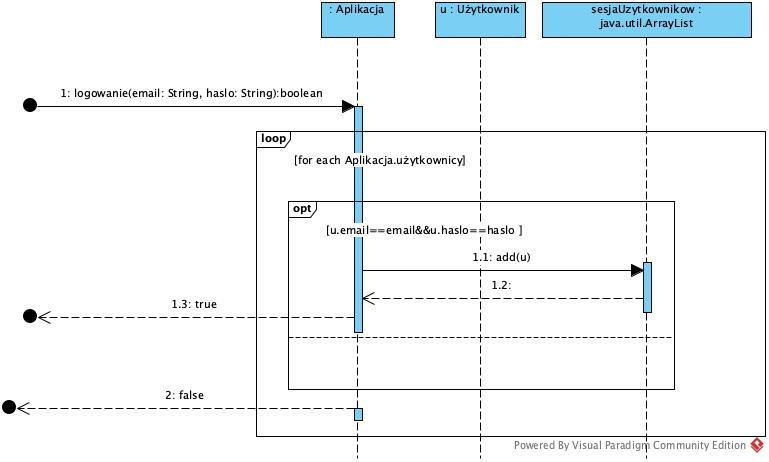 : Aplikacja
u : Użytkownik
sesjaUzytkownikow :
java.util.ArrayList
1: logowanie(email: String, haslo: String):boolean
loop
[for each Aplikacja.użytkownicy]
opt
[u.email==email&&u.haslo==haslo ]
1.1: add(u)
1.2:
1.3: true
2: false
Powered By Visual Paradigm Community Edition